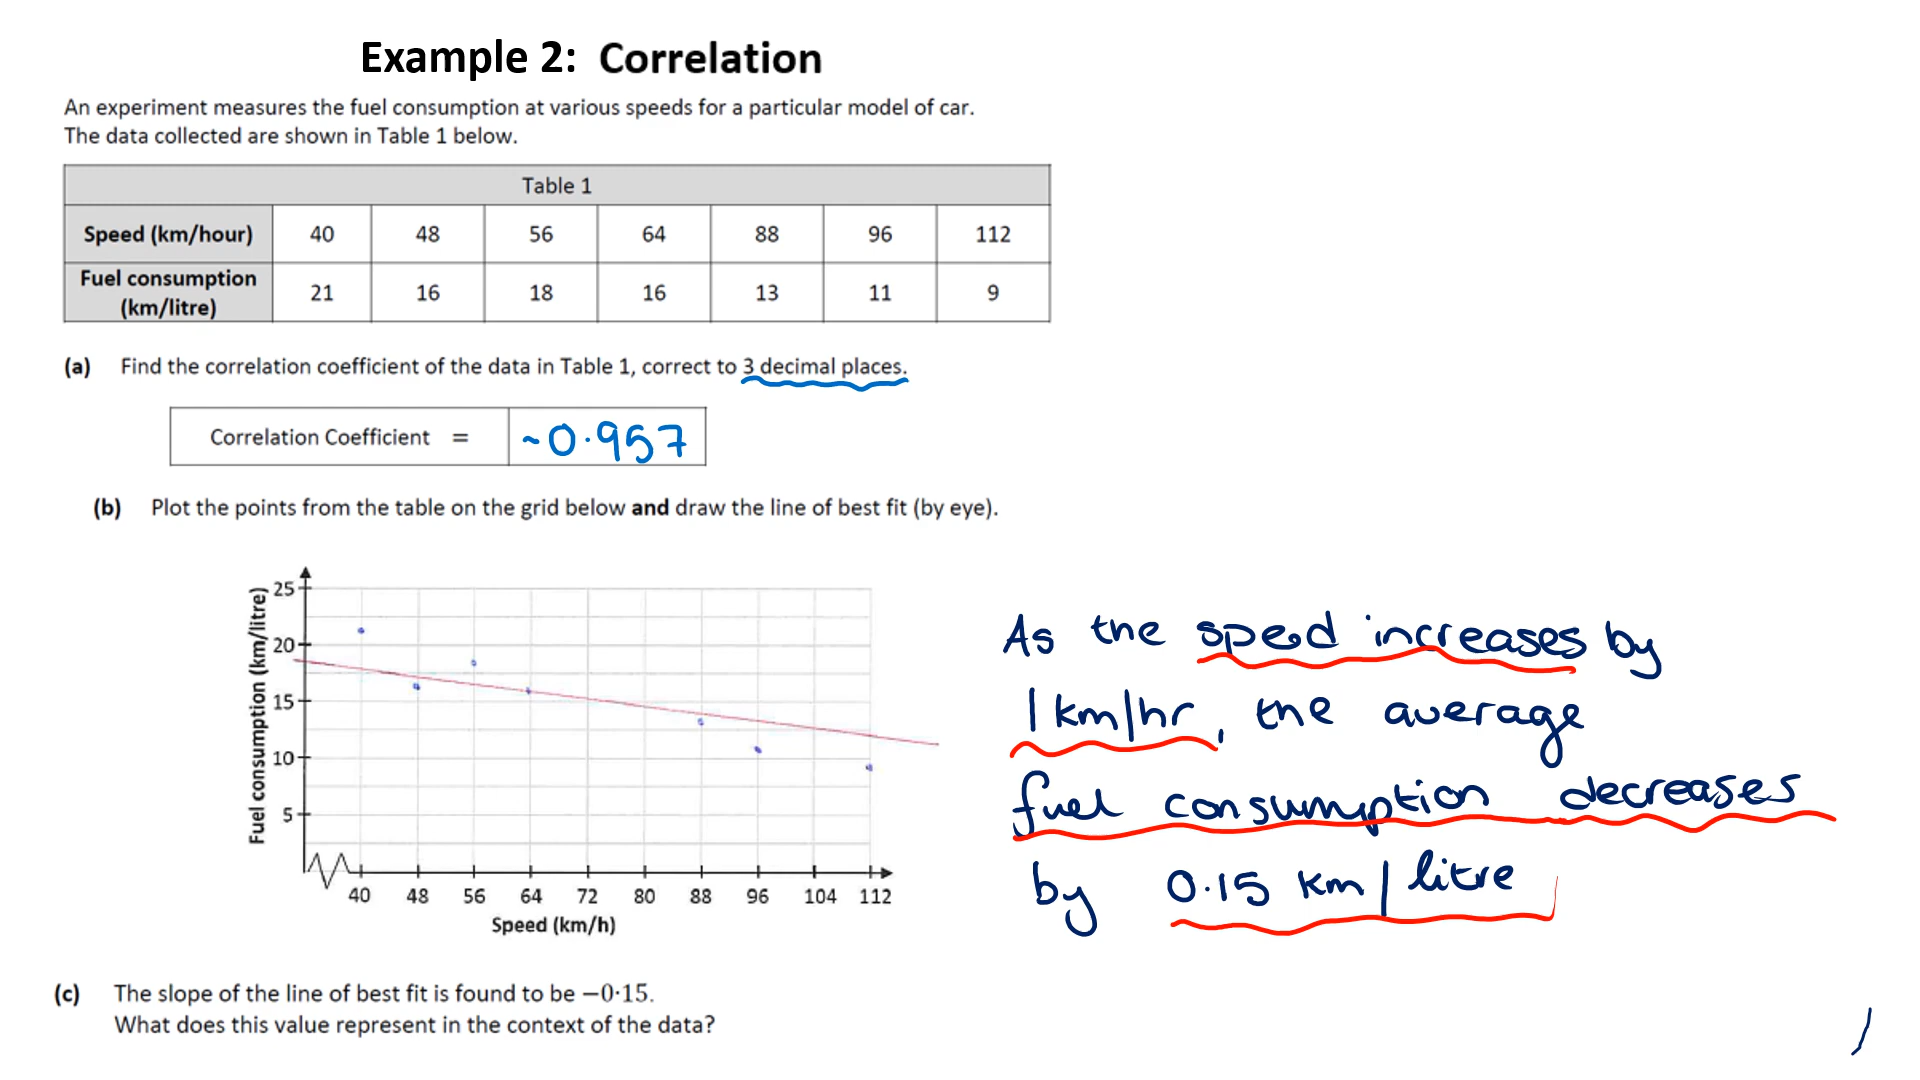 Example 2: Correlation
An experiment measures the fuel consumption at various speeds for a particular model of car.
The data collected are shown in Table 1 below.
Table 1
Speed (km/hour) 40 48 56 64 88 96 112
Fuel consumption (km/litre) 21 16 18 16 13 11 9
(a) Find the correlation coefficient of the data in Table 1, correct to 3 decimal places.
Correlation Coefficient = -0.957
(b) Plot the points from the table on the grid below and draw the line of best fit (by eye).
Fuel consumption (km/litre)
25
20
15
10
5
40 48 56 64 72 80 88 96 104 112
Speed (km/h)
As the speed increases by
1 km/hr, the average
fuel consumption decreases
by 0.15 km/litre
(c) The slope of the line of best fit is found to be −0·15.
What does this value represent in the context of the data?